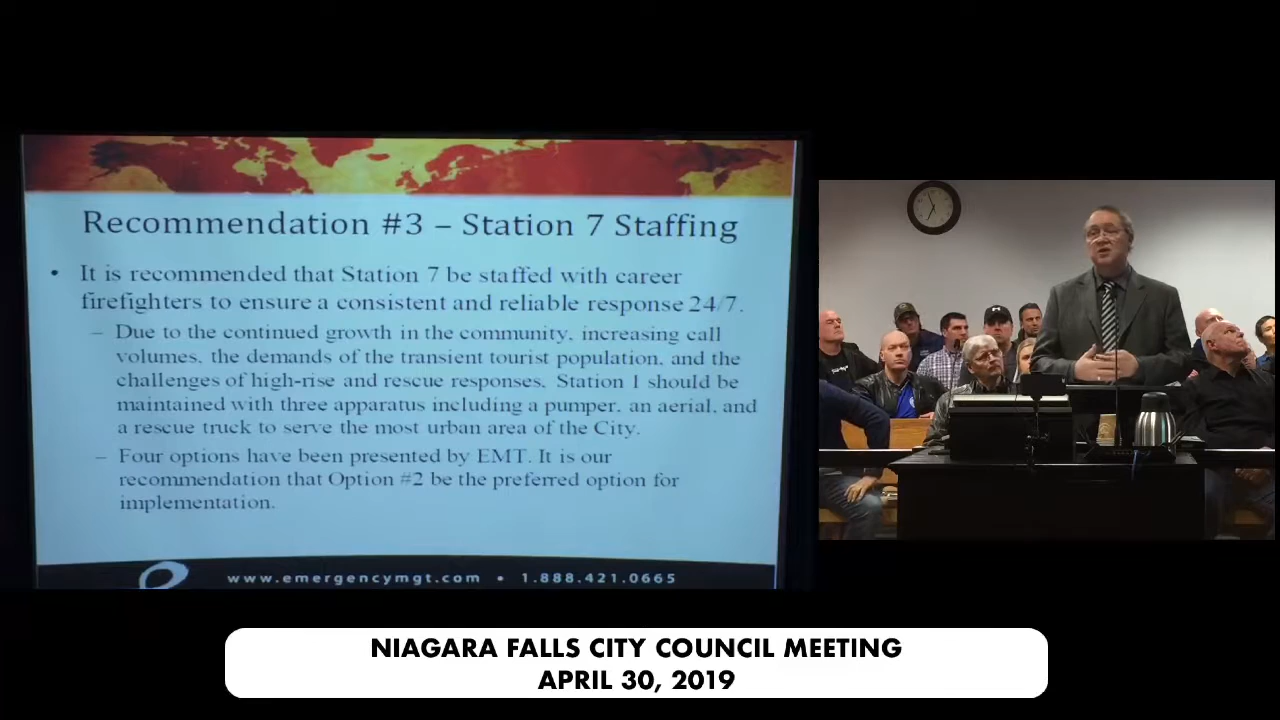 Recommendation #3 – Station 7 Staffing
• It is recommended that Station 7 be staffed with career
firefighters to ensure a consistent and reliable response 24/7.
– Due to the continued growth in the community, increasing call
volumes, the demands of the transient tourist population, and the
challenges of high-rise and rescue responses, Station 1 should be
maintained with three apparatus including a pumper, an aerial, and
a rescue truck to serve the most urban area of the City.
– Four options have been presented by EMT. It is our
recommendation that Option #2 be the preferred option for
implementation.
www.emergencymgt.com • 1.888.421.0665
NIAGARA FALLS CITY COUNCIL MEETING
APRIL 30, 2019